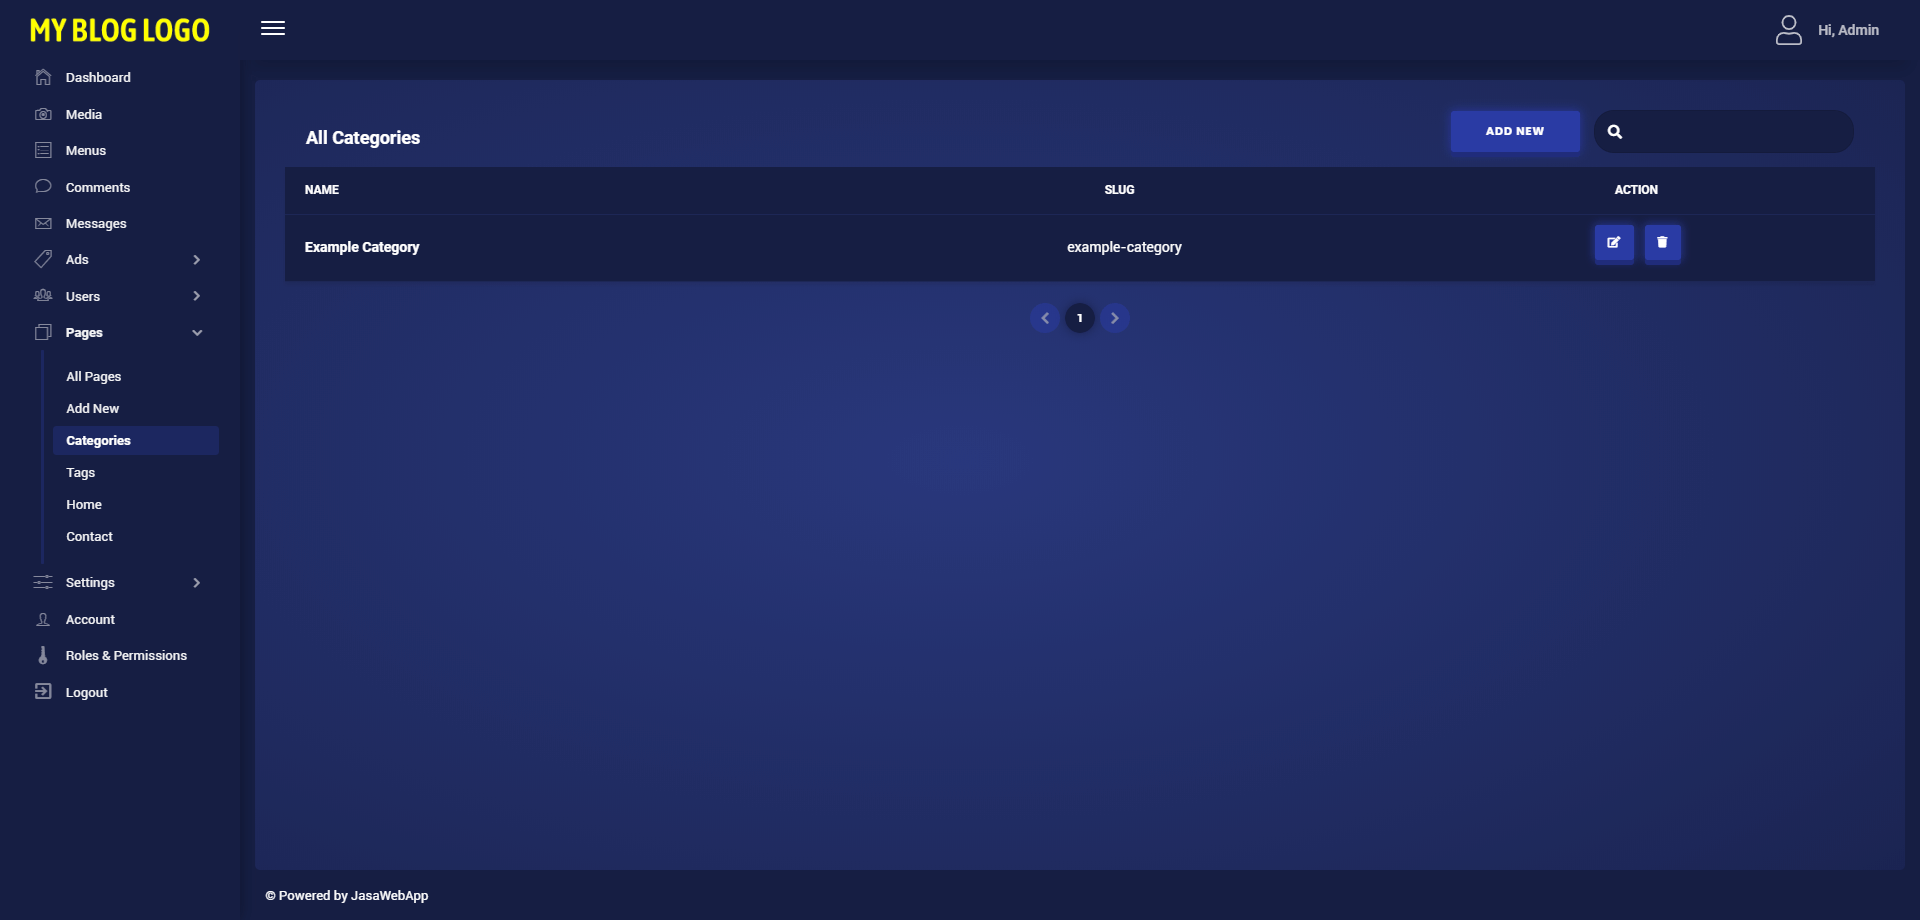 MY BLOG LOGO
Hi, Admin
Dashboard
Media
Menus
Comments
Messages
Ads
Users
Pages
All Pages
Add New
Categories
Tags
Home
Contact
Settings
Account
Roles & Permissions
Logout
All Categories
ADD NEW
NAME SLUG ACTION
Example Category example-category
1
© Powered by JasaWebApp